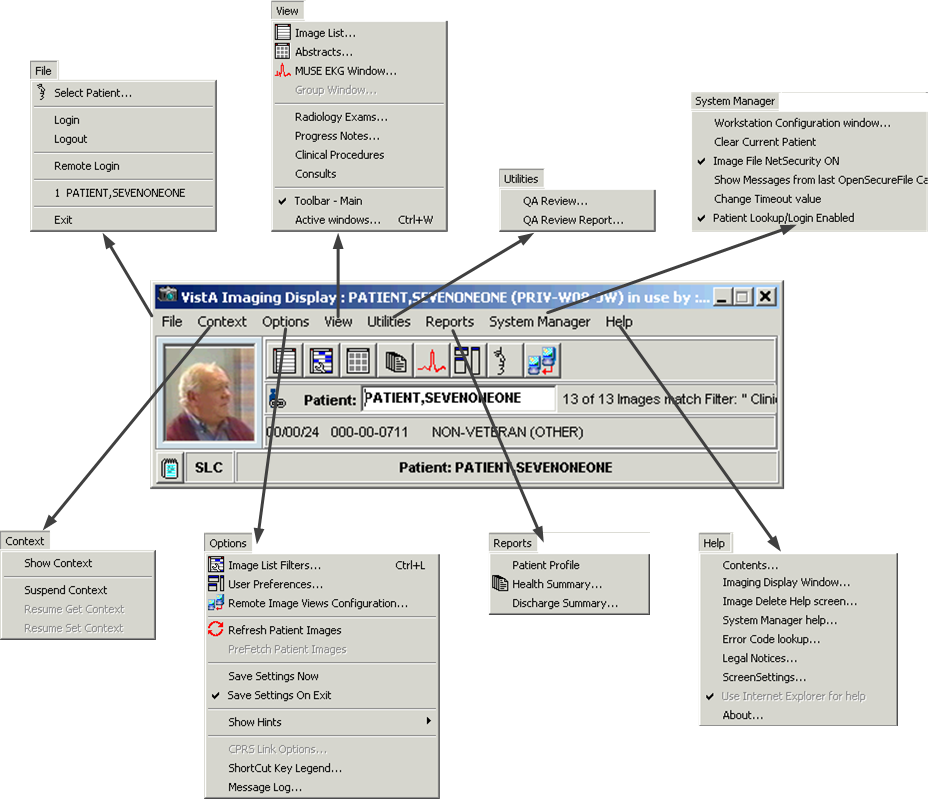 View
Image List...
Abstracts...
MUSE EKG Window...
Group Window...
Radiology Exams...
Progress Notes...
Clinical Procedures
Consults
Toolbar - Main
Active windows... Ctrl+W
File
Select Patient...
Login
Logout
Remote Login
1 PATIENT,SEVENONEONE
Exit
Utilities
QA Review...
QA Review Report...
System Manager
Workstation Configuration window...
Clear Current Patient
Image File NetSecurity ON
Show Messages from last OpenSecureFile Ca
Change Timeout value
Patient Lookup/Login Enabled
VistA Imaging Display : PATIENT,SEVENONEONE (PRIV-W08-JW) in use by :...
File Context Options View Utilities Reports System Manager Help
Patient: PATIENT,SEVENONEONE 13 of 13 Images match Filter: " Clinic
00/00/24 000-00-0711 NON-VETERAN (OTHER)
SLC Patient: PATIENT,SEVENONEONE
Context
Show Context
Suspend Context
Resume Get Context
Resume Set Context
Options
Image List Filters... Ctrl+L
User Preferences...
Remote Image Views Configuration...
Refresh Patient Images
PreFetch Patient Images
Save Settings Now
Save Settings On Exit
Show Hints
CPRS Link Options...
ShortCut Key Legend...
Message Log...
Reports
Patient Profile
Health Summary...
Discharge Summary...
Help
Contents...
Imaging Display Window...
Image Delete Help screen...
System Manager help...
Error Code lookup...
Legal Notices...
ScreenSettings...
Use Internet Explorer for help
About...